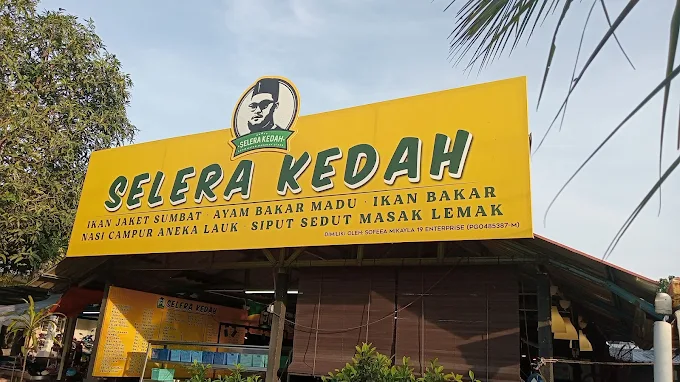 SELERA KEDAH
SELERA KEDAH
IKAN JAKET SUMBAT · AYAM BAKAR MADU · IKAN BAKAR
NASI CAMPUR ANEKA LAUK · SIPUT SEDUT MASAK LEMAK
DIMILIKI OLEH SOFEEA MIKAYLA 19 ENTERPRISE (PG0485387-M)
SELERA KEDAH